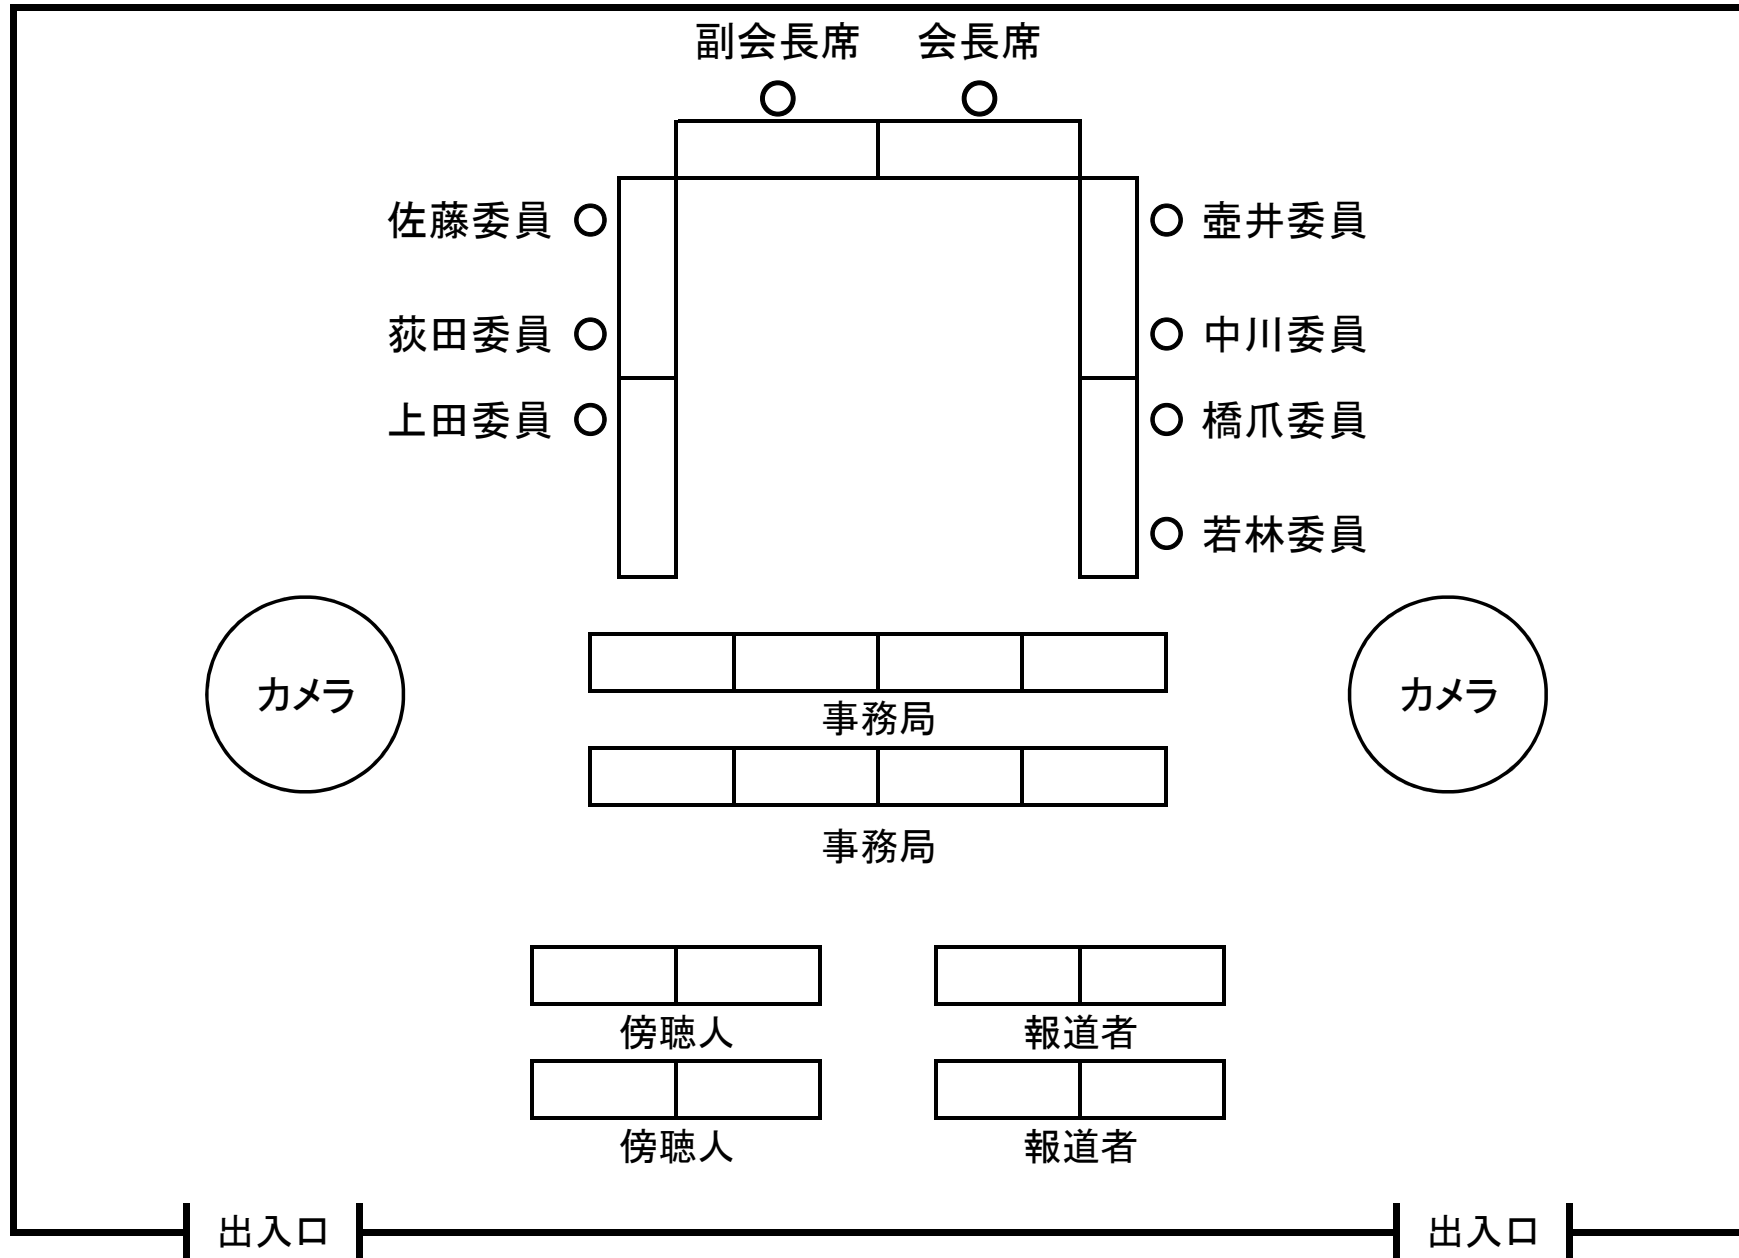 副会長席 会長席
佐藤委員 壺井委員
荻田委員 中川委員
上田委員 橋爪委員
若林委員
カメラ カメラ
事務局
事務局
傍聴人 報道者
傍聴人 報道者
出入口 出入口